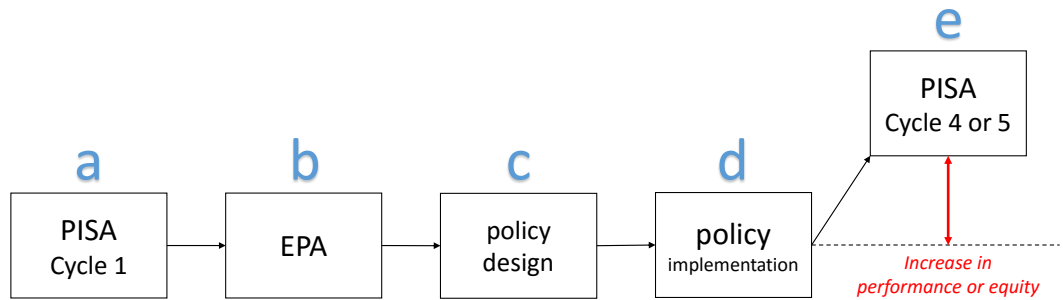 a
PISA
Cycle 1
b
EPA
c
policy
design
d
policy
implementation
e
PISA
Cycle 4 or 5
Increase in
performance or equity